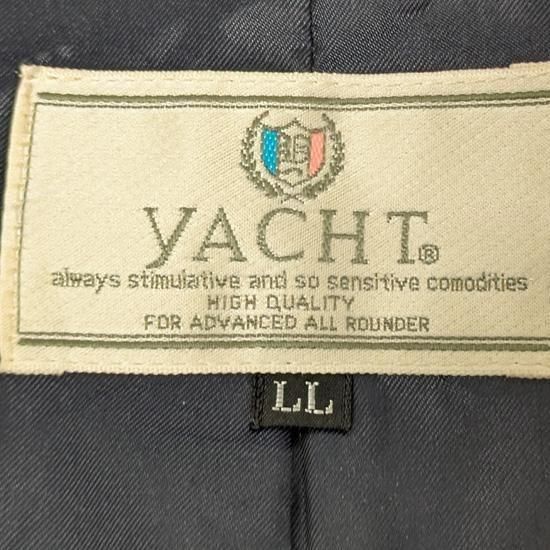 YACHT®
always stimulative and so sensitive comodities
HIGH QUALITY
FOR ADVANCED ALL ROUNDER
LL